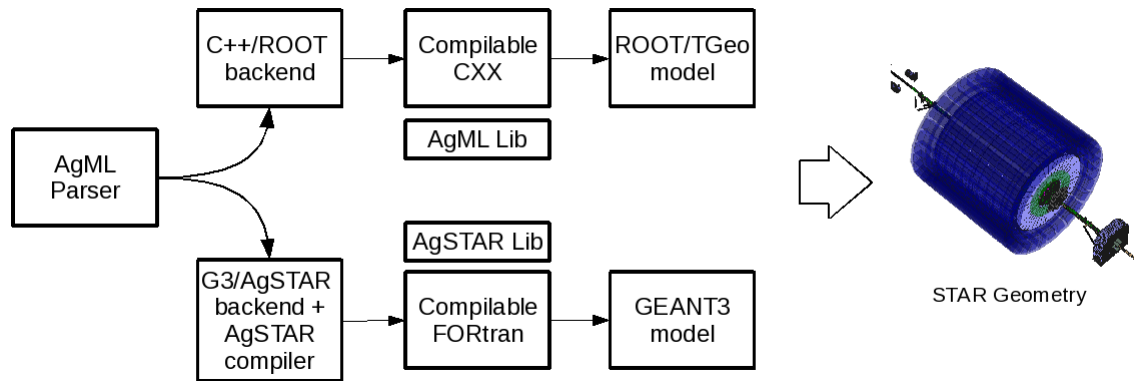 AgML
Parser
C++/ROOT
backend
Compilable
CXX
ROOT/TGeo
model
AgML Lib
AgSTAR Lib
G3/AgSTAR
backend +
AgSTAR
compiler
Compilable
FORtran
GEANT3
model
STAR Geometry